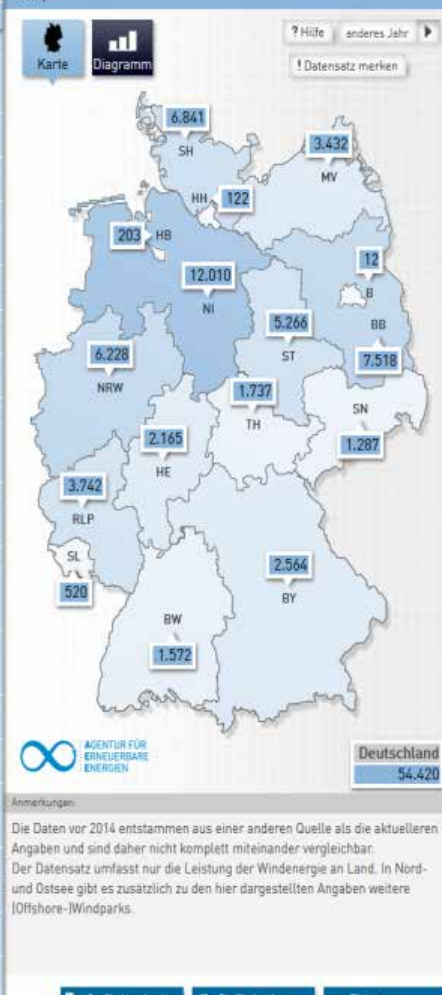 Karte
Diagramm
? Hilfe
anderes Jahr
! Datensatz merken
6.841
SH
3.432
MV
HH
122
203
HB
12
B
12.010
NI
5.266
ST
BB
7.518
6.228
NRW
1.737
TH
SN
1.287
2.165
HE
3.742
RLP
SL
520
2.564
BY
BW
1.572
AGENTUR FÜR
ERNEUERBARE
ENERGIEN
Deutschland
54.420
Anmerkungen:
Die Daten vor 2014 entstammen aus einer anderen Quelle als die aktuelleren
Angaben und sind daher nicht komplett miteinander vergleichbar.
Der Datensatz umfasst nur die Leistung der Windenergie an Land. In Nord-
und Ostsee gibt es zusätzlich zu den hier dargestellten Angaben weitere
(Offshore-)Windparks.